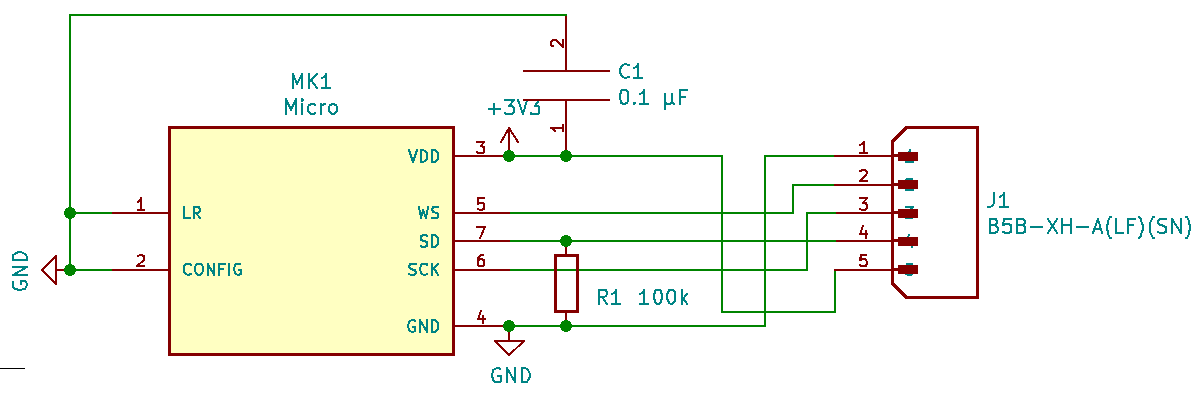 MK1
Micro
2
C1
0.1 µF
+3V3
1
VDD
3
1
LR
1
WS
5
2
SD
7
3
2
CONFIG
SCK
6
4
GND
4
5
GND
GND
R1 100k
J1
B5B-XH-A(LF)(SN)